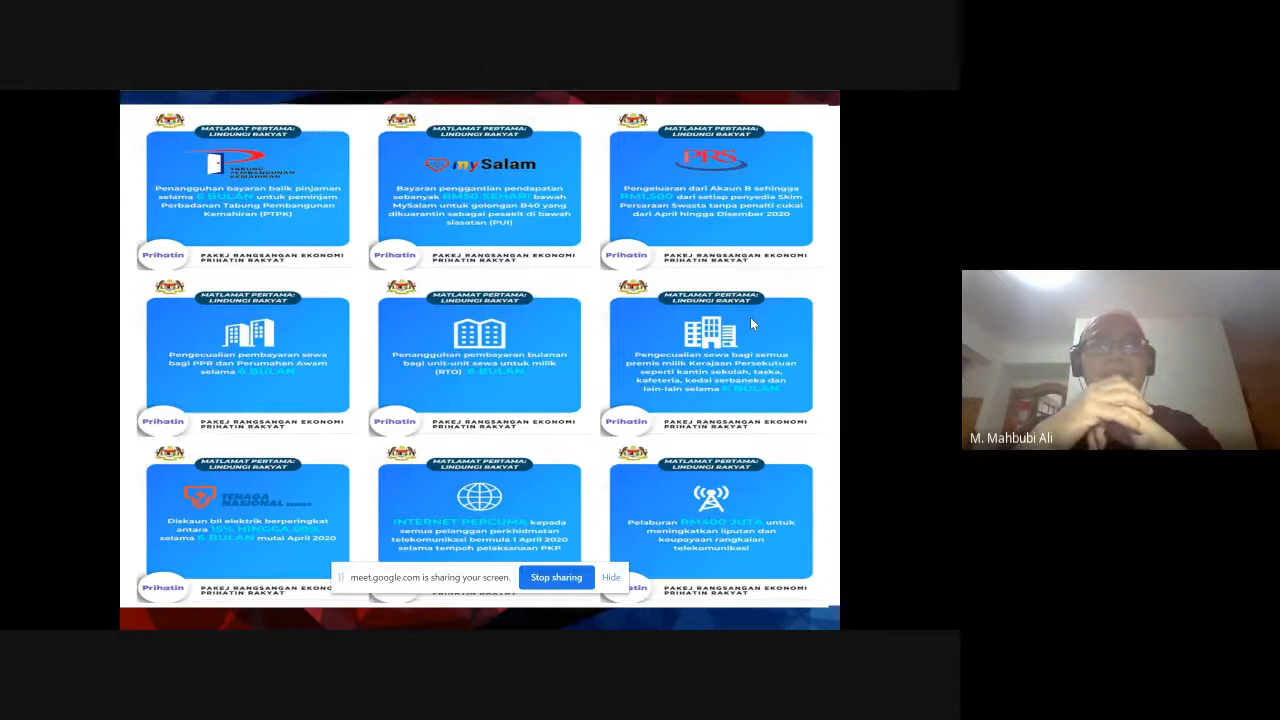 MATLAMAT PERTAMA:
LINDUNGI RAKYAT
TABUNG
PEMBANGUNAN
KEMAHIRAN
Penangguhan bayaran balik pinjaman
selama 6 BULAN untuk peminjam
Perbadanan Tabung Pembangunan
Kemahiran (PTPK)
Prihatin
PAKEJ RANGSANGAN EKONOMI
PRIHATIN RAKYAT
MATLAMAT PERTAMA:
LINDUNGI RAKYAT
mySalam
Bayaran penggantian pendapatan
sebanyak RM50 SEHARI bawah
MySalam untuk golongan B40 yang
dikuarantin sebagai pesakit di bawah
siasatan (PUI)
Prihatin
PAKEJ RANGSANGAN EKONOMI
PRIHATIN RAKYAT
MATLAMAT PERTAMA:
LINDUNGI RAKYAT
PRS
Pengeluaran dari Akaun B sehingga
RM1,500 dari setiap penyedia Skim
Persaraan Swasta tanpa penalti cukai
dari April hingga Disember 2020
Prihatin
PAKEJ RANGSANGAN EKONOMI
PRIHATIN RAKYAT
MATLAMAT PERTAMA:
LINDUNGI RAKYAT
Pengecualian pembayaran sewa
bagi PPR dan Perumahan Awam
selama 6 BULAN
Prihatin
PAKEJ RANGSANGAN EKONOMI
PRIHATIN RAKYAT
MATLAMAT PERTAMA:
LINDUNGI RAKYAT
Penangguhan pembayaran bulanan
bagi unit-unit sewa untuk milik
(RTO) 6 BULAN
Prihatin
PAKEJ RANGSANGAN EKONOMI
PRIHATIN RAKYAT
MATLAMAT PERTAMA:
LINDUNGI RAKYAT
Pengecualian sewa bagi semua
premis milik Kerajaan Persekutuan
seperti kantin sekolah, taska,
kafeteria, kedai serbaneka dan
lain-lain selama 6 BULAN
Prihatin
PAKEJ RANGSANGAN EKONOMI
PRIHATIN RAKYAT
MATLAMAT PERTAMA:
LINDUNGI RAKYAT
TENAGA
NASIONAL BERHAD
Diskaun bil elektrik berperingkat
antara 15% HINGGA 50%
selama 6 BULAN mulai April 2020
Prihatin
PAKEJ RANGSANGAN EKONOMI
PRIHATIN RAKYAT
MATLAMAT PERTAMA:
LINDUNGI RAKYAT
INTERNET PERCUMA kepada
semua pelanggan perkhidmatan
telekomunikasi bermula 1 April 2020
selama tempoh pelaksanaan PKP
PRIHATIN RAKYAT
MATLAMAT PERTAMA:
LINDUNGI RAKYAT
Pelaburan RM400 JUTA untuk
meningkatkan liputan dan
keupayaan rangkaian
telekomunikasi
PAKEJ RANGSANGAN EKONOMI
PRIHATIN RAKYAT
meet.google.com is sharing your screen.
Stop sharing
Hide
M. Mahbubi Ali